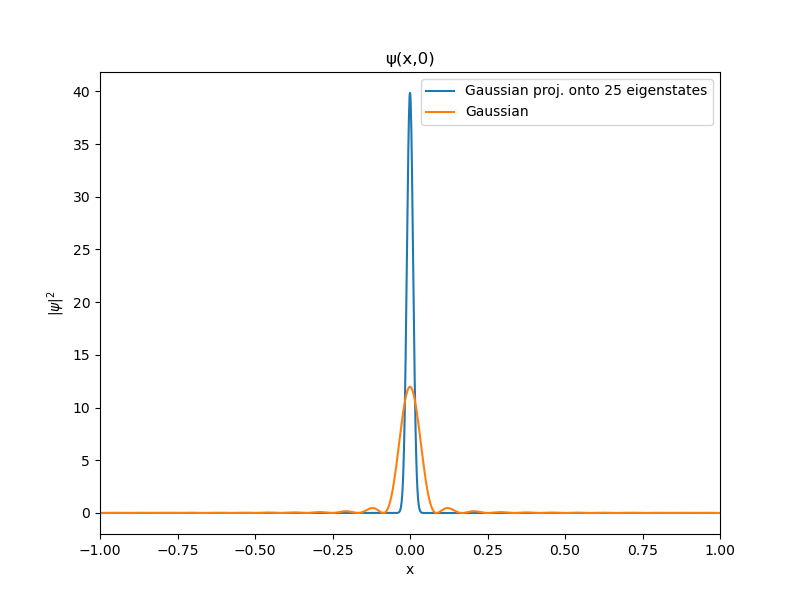 ψ(x,0)
Gaussian proj. onto 25 eigenstates
Gaussian
|ψ|²
40
35
30
25
20
15
10
5
0
−1.00 −0.75 −0.50 −0.25 0.00 0.25 0.50 0.75 1.00
x